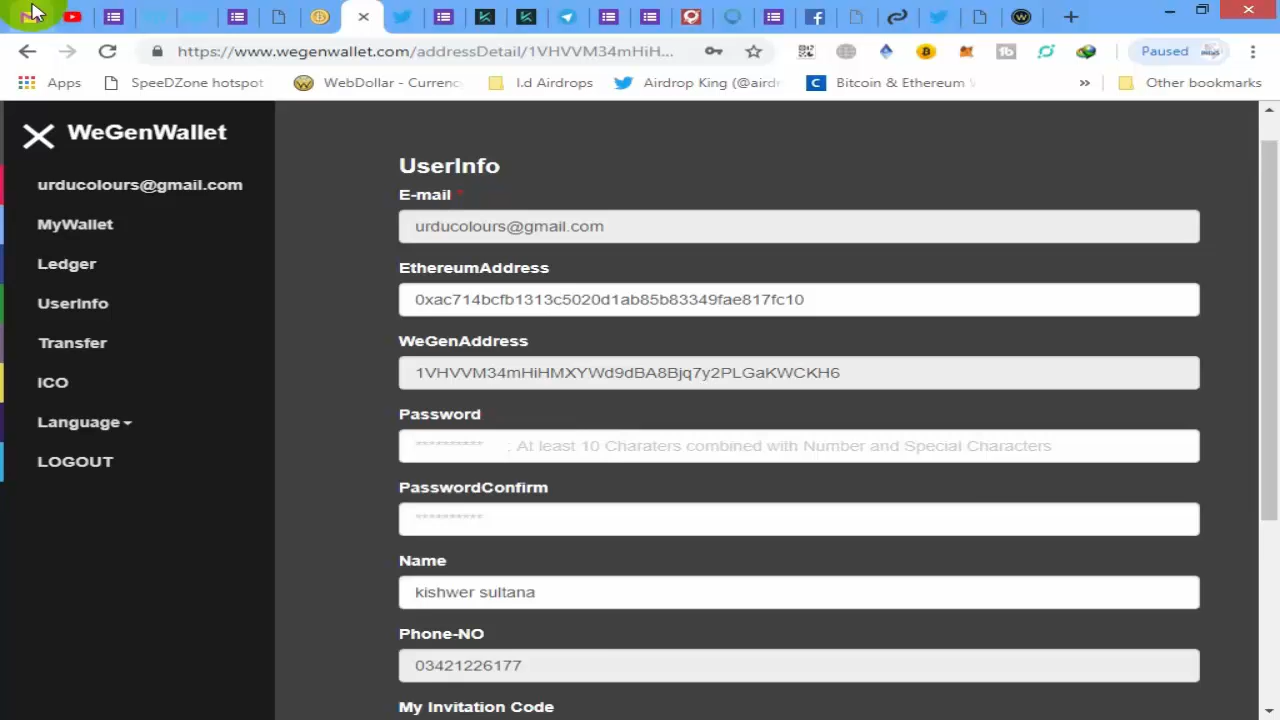 https://www.wegenwallet.com/addressDetail/1VHVVM34mHiH...
Paused
Apps
SpeeDZone hotspot
WebDollar - Currenc
I.d Airdrops
Airdrop King (@airdr
Bitcoin & Ethereum
»
Other bookmarks
WeGenWallet
urducolours@gmail.com
MyWallet
Ledger
UserInfo
Transfer
ICO
Language
LOGOUT
UserInfo
E-mail *
urducolours@gmail.com
EthereumAddress
0xac714bcfb1313c5020d1ab85b83349fae817fc10
WeGenAddress
1VHVVM34mHiHMXYWd9dBA8Bjq7y2PLGaKWCKH6
Password
********** : At least 10 Charaters combined with Number and Special Characters
PasswordConfirm
**********
Name
kishwer sultana
Phone-NO
03421226177
My Invitation Code